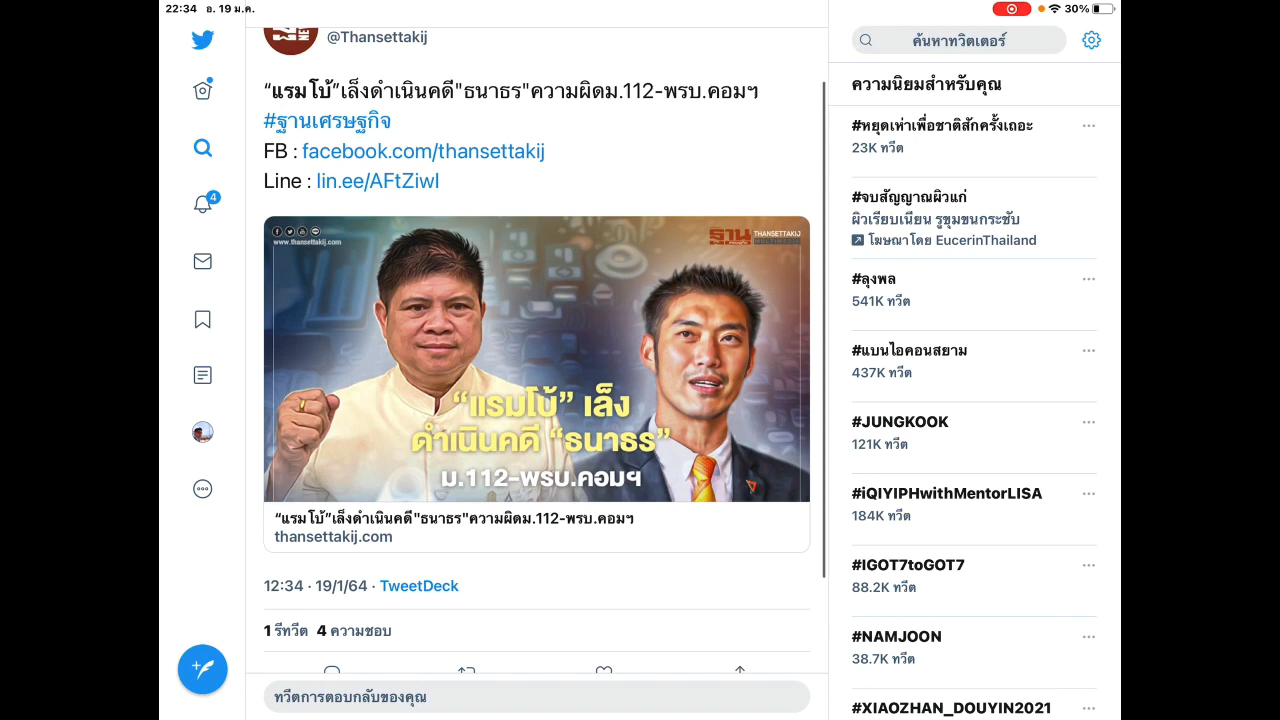 22:34 อ. 19 ม.ค.
30%
@Thansettakij
“แรมโบ้”เล็งดำเนินคดี"ธนาธร"ความผิดม.112-พรบ.คอมฯ
#ฐานเศรษฐกิจ
FB : facebook.com/thansettakij
Line : lin.ee/AFtZiwI
www.thansettakij.com
ฐาน THANSETTAKIJ
MULTIMEDIA
“แรมโบ้” เล็ง
ดำเนินคดี “ธนาธร”
ม.112-พรบ.คอมฯ
“แรมโบ้”เล็งดำเนินคดี"ธนาธร"ความผิดม.112-พรบ.คอมฯ
thansettakij.com
12:34 · 19/1/64 · TweetDeck
1 รีทวีต 4 ความชอบ
ทวีตการตอบกลับของคุณ
4
ค้นหาทวิตเตอร์
ความนิยมสำหรับคุณ
#หยุดเห่าเพื่อชาติสักครั้งเถอะ
23K ทวีต
#จบสัญญาณผิวแก่
ผิวเรียบเนียน รูขุมขนกระชับ
โฆษณาโดย EucerinThailand
#ลุงพล
541K ทวีต
#แบนไอคอนสยาม
437K ทวีต
#JUNGKOOK
121K ทวีต
#iQIYIPHwithMentorLISA
184K ทวีต
#IGOT7toGOT7
88.2K ทวีต
#NAMJOON
38.7K ทวีต
#XIAOZHAN_DOUYIN2021